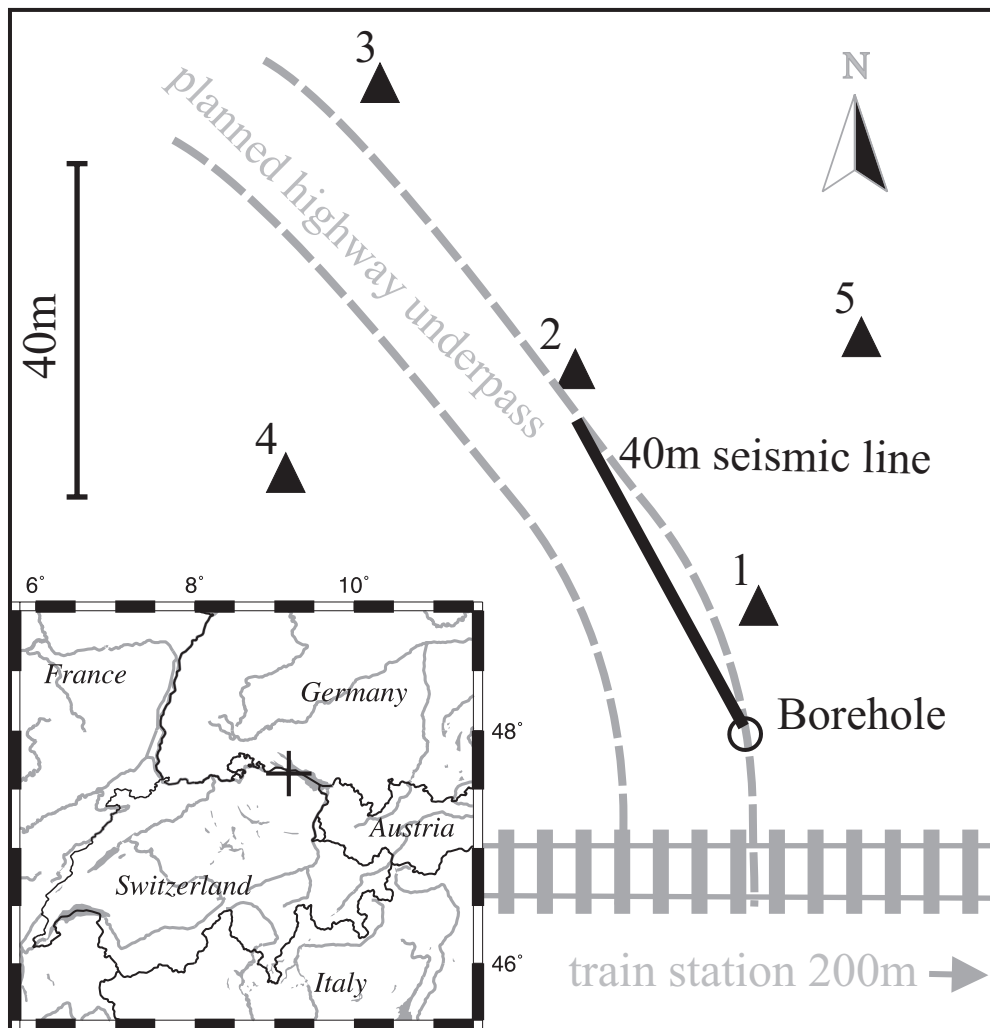 3
N
planned highway underpass
40m
5
2
4
40m seismic line
1
6° 8° 10°
France
Germany
Borehole
48°
Austria
Switzerland
46°
Italy
train station 200m